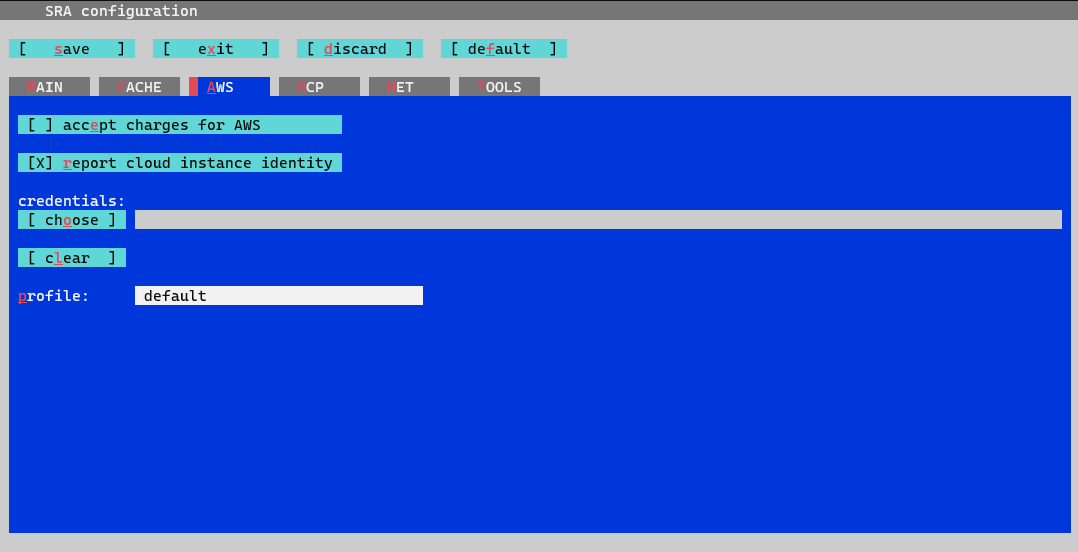 SRA configuration
[   save   ] [   exit   ] [ discard  ] [ default  ]
MAIN CACHE AWS GCP NET TOOLS
[ ] accept charges for AWS
[X] report cloud instance identity
credentials:
[ choose ]
[ clear  ]
profile: default